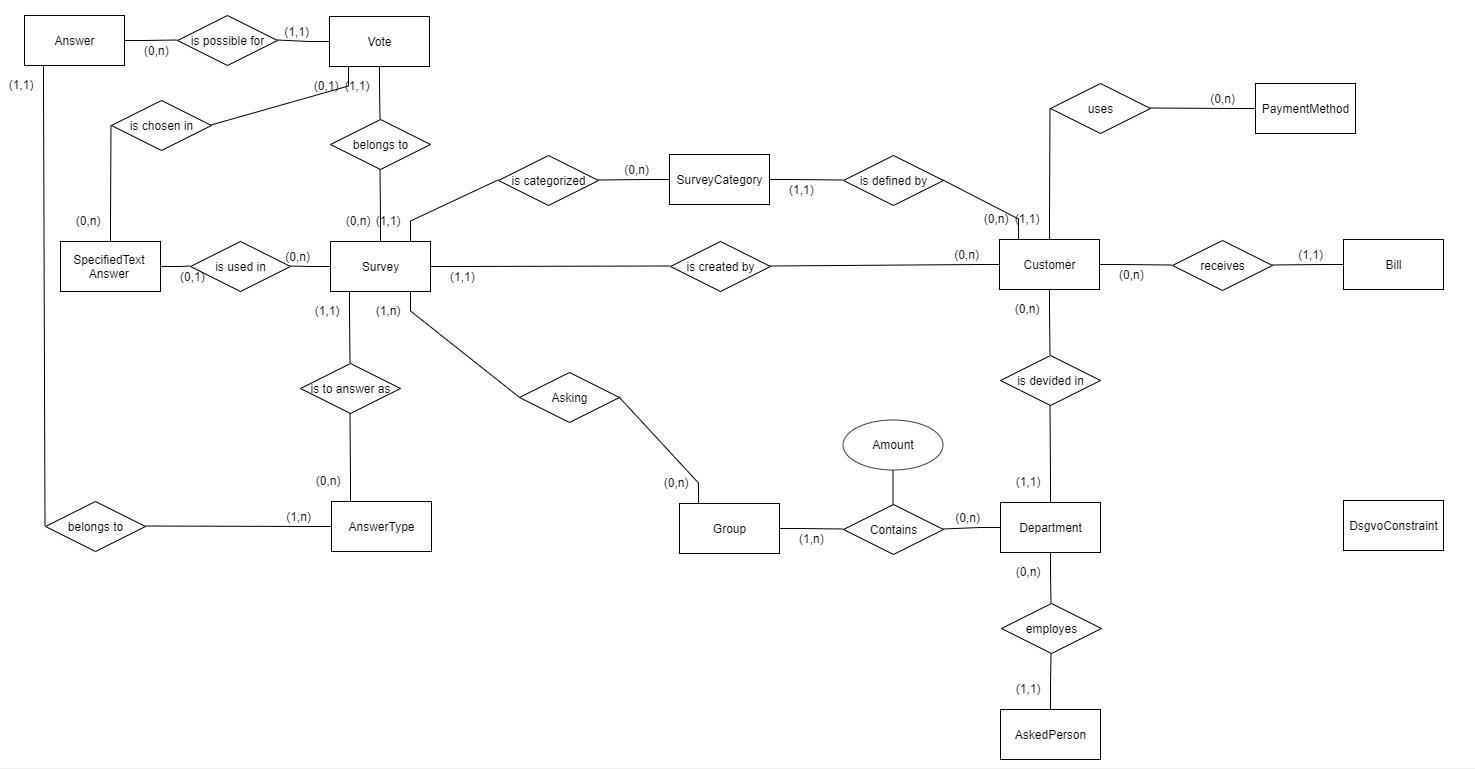 Answer
(0,n)
is possible for
(1,1)
Vote
(1,1)
(0,1)
(1,1)
is chosen in
belongs to
uses
(0,n)
PaymentMethod
is categorized
(0,n)
SurveyCategory
(1,1)
is defined by
(0,n)
(1,1)
(0,n)
(0,n)
(1,1)
SpecifiedText
Answer
(0,1)
is used in
(0,n)
Survey
(1,1)
is created by
(0,n)
Customer
(0,n)
receives
(1,1)
Bill
(1,1)
(1,n)
(0,n)
is to answer as
Asking
is devided in
Amount
(0,n)
(0,n)
(1,1)
belongs to
(1,n)
AnswerType
Group
(1,n)
Contains
(0,n)
Department
DsgvoConstraint
(0,n)
employes
(1,1)
AskedPerson